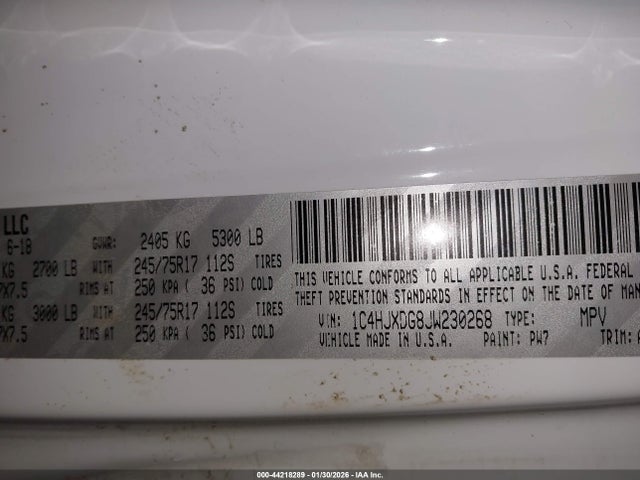 LLC
6-18 GVWR: 2405 KG 5300 LB
KG 2700 LB WITH 245/75R17 112S TIRES
7X7.5 RIMS AT 250 KPA ( 36 PSI) COLD
KG 3000 LB WITH 245/75R17 112S TIRES
7X7.5 RIMS AT 250 KPA ( 36 PSI) COLD
THIS VEHICLE CONFORMS TO ALL APPLICABLE U.S.A. FEDERAL
THEFT PREVENTION STANDARDS IN EFFECT ON THE DATE OF MAN
VIN: 1C4HJXDG8JW230268 TYPE: MPV
VEHICLE MADE IN U.S.A. PAINT: PW7 TRIM: A
000-44218289 - 01/30/2026 - IAA Inc.